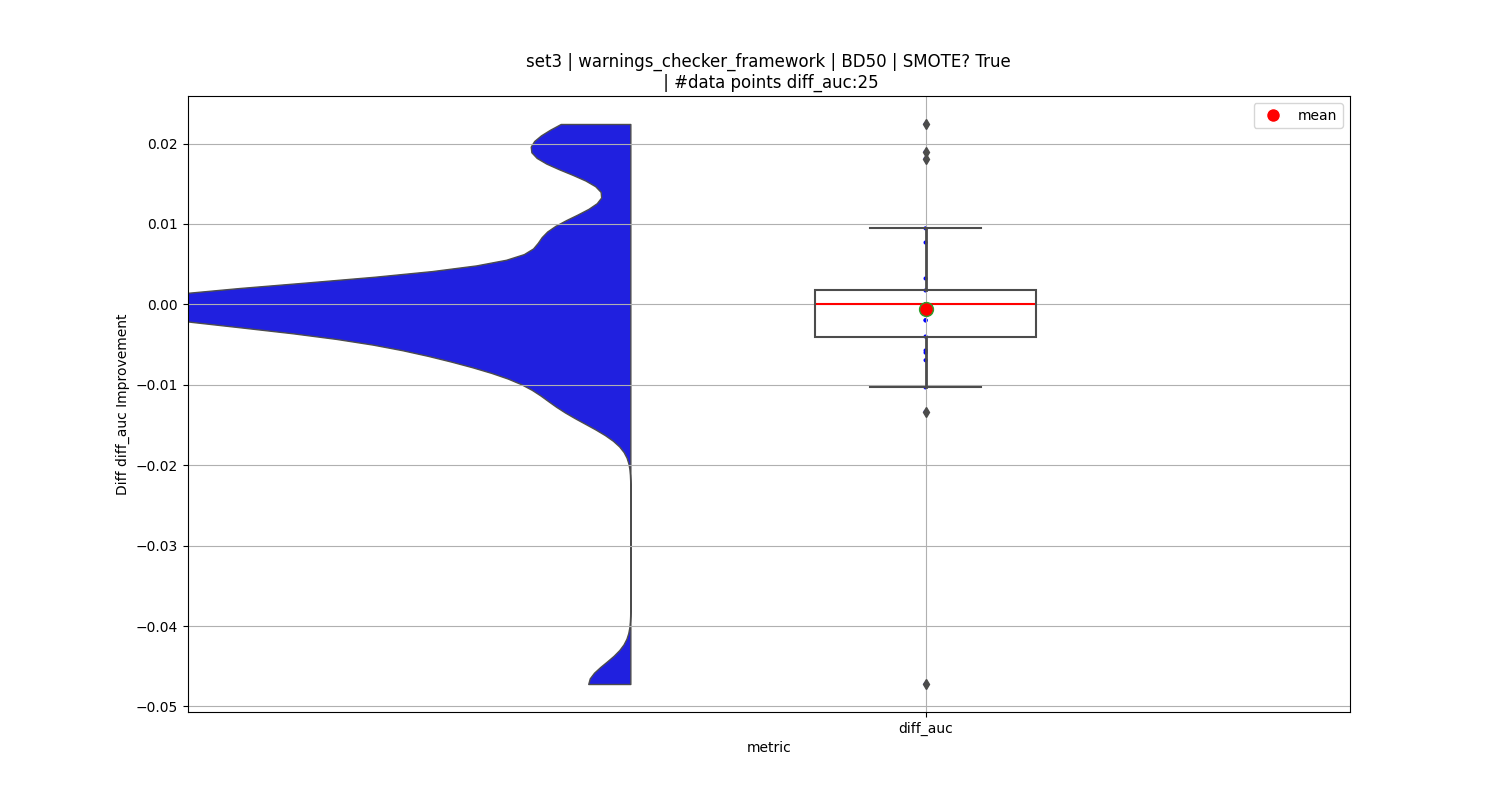 set3 | warnings_checker_framework | BD50 | SMOTE? True
| #data points diff_auc:25
mean
0.02
0.01
0.00
−0.01
−0.02
−0.03
−0.04
−0.05
Diff diff_auc Improvement
diff_auc
metric